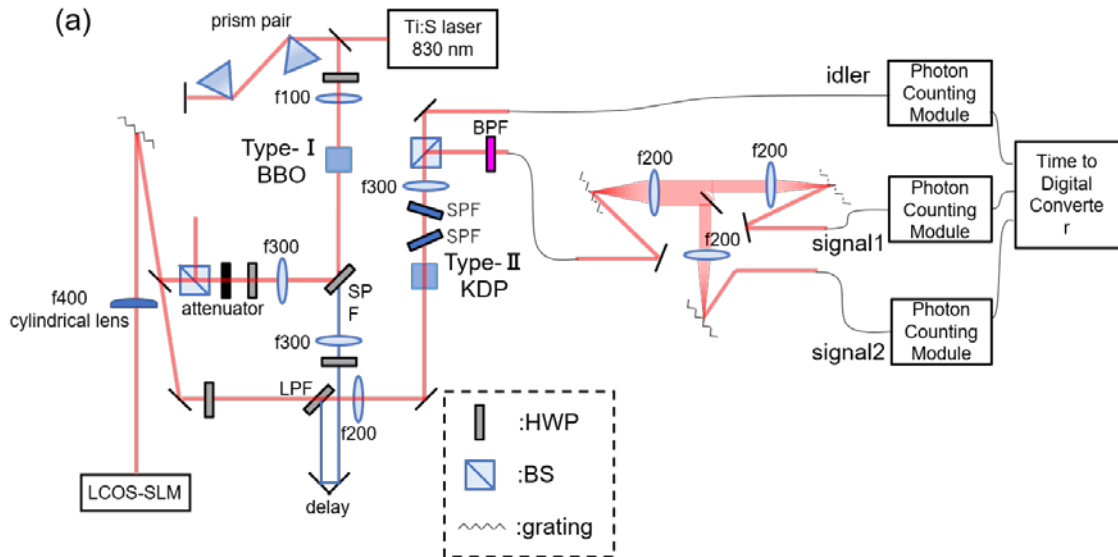 (a)
prism pair
Ti:S laser
830 nm
f100
Type-Ⅰ
BBO
f300
attenuator
f400
cylindrical lens
SP
F
f300
LPF
f200
delay
LCOS-SLM
BPF
f300
SPF
SPF
Type-Ⅱ
KDP
idler
f200
f200
f200
signal1
signal2
Photon
Counting
Module
Photon
Counting
Module
Photon
Counting
Module
Time to
Digital
Converte
r
:HWP
:BS
:grating